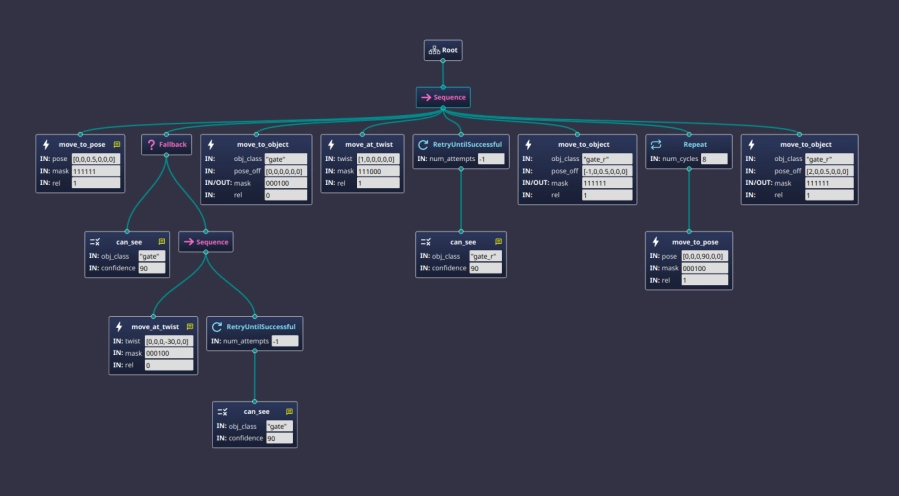 Root
Sequence
move_to_pose
IN: pose [0,0,0.5,0,0,0]
IN: mask 111111
IN: rel 1
Fallback
move_to_object
IN: obj_class "gate"
IN: pose_off [0,0,0,0,0,0]
IN/OUT: mask 000100
IN: rel 0
move_at_twist
IN: twist [1,0,0,0,0,0]
IN: mask 111000
IN: rel 1
RetryUntilSuccessful
IN: num_attempts -1
move_to_object
IN: obj_class "gate_r"
IN: pose_off [-1,0,0.5,0,0,0]
IN/OUT: mask 111111
IN: rel 1
Repeat
IN: num_cycles 8
move_to_object
IN: obj_class "gate_r"
IN: pose_off [2,0,0.5,0,0,0]
IN/OUT: mask 111111
IN: rel 1
can_see
IN: obj_class "gate"
IN: confidence 90
Sequence
can_see
IN: obj_class "gate_r"
IN: confidence 90
move_to_pose
IN: pose [0,0,0,90,0,0]
IN: mask 000100
IN: rel 1
move_at_twist
IN: twist [0,0,0,-30,0,0]
IN: mask 000100
IN: rel 0
RetryUntilSuccessful
IN: num_attempts -1
can_see
IN: obj_class "gate"
IN: confidence 90